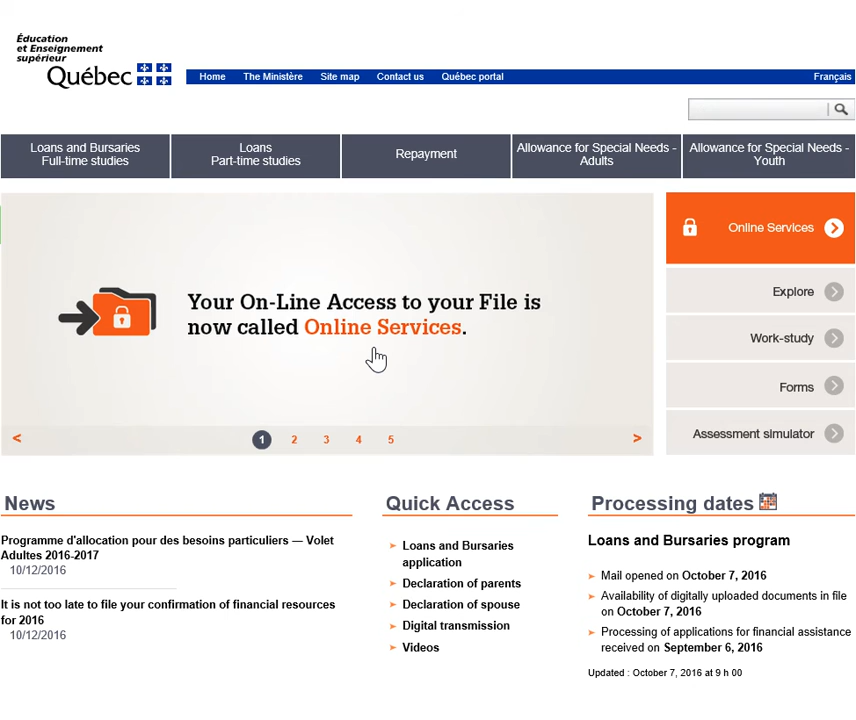 Éducation
et Enseignement
supérieur
Québec
Home The Ministère Site map Contact us Québec portal Français
Loans and Bursaries
Full-time studies
Loans
Part-time studies
Repayment
Allowance for Special Needs -
Adults
Allowance for Special Needs -
Youth
Your On-Line Access to your File is
now called Online Services.
< 1 2 3 4 5 >
Online Services
Explore
Work-study
Forms
Assessment simulator
News
Programme d'allocation pour des besoins particuliers — Volet
Adultes 2016-2017
10/12/2016
It is not too late to file your confirmation of financial resources
for 2016
10/12/2016
Quick Access
Loans and Bursaries
application
Declaration of parents
Declaration of spouse
Digital transmission
Videos
Processing dates
Loans and Bursaries program
Mail opened on October 7, 2016
Availability of digitally uploaded documents in file
on October 7, 2016
Processing of applications for financial assistance
received on September 6, 2016
Updated : October 7, 2016 at 9 h 00